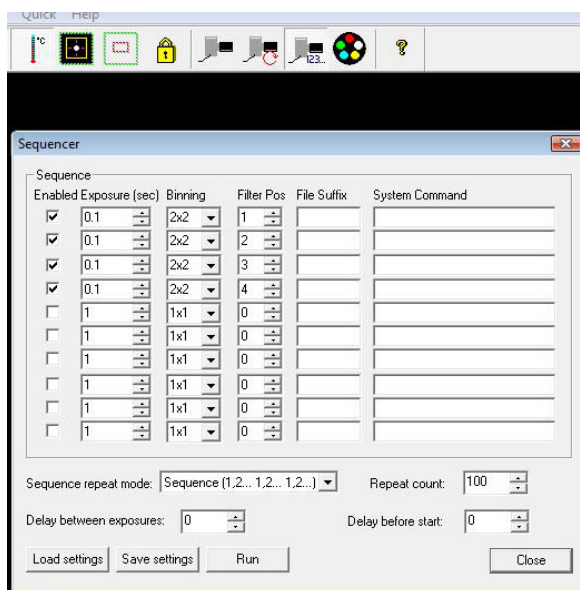 Quick Help
°C
123...
?
Sequencer
Sequence
Enabled Exposure (sec) Binning Filter Pos File Suffix System Command
0.1 2x2 1
0.1 2x2 2
0.1 2x2 3
0.1 2x2 4
1 1x1 0
1 1x1 0
1 1x1 0
1 1x1 0
1 1x1 0
1 1x1 0
Sequence repeat mode: Sequence (1,2... 1,2... 1,2...) Repeat count: 100
Delay between exposures: 0 Delay before start: 0
Load settings Save settings Run Close